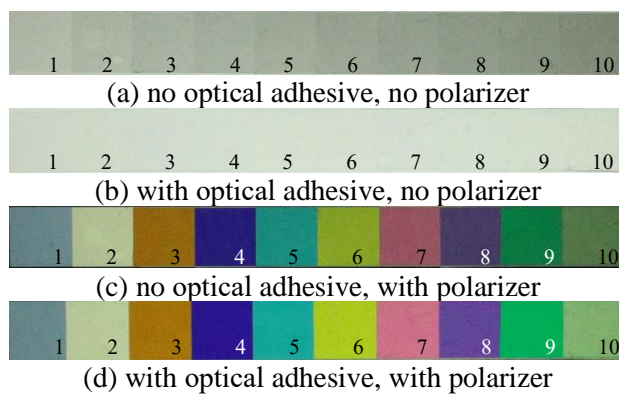 1 2 3 4 5 6 7 8 9 10
(a) no optical adhesive, no polarizer
1 2 3 4 5 6 7 8 9 10
(b) with optical adhesive, no polarizer
1 2 3 4 5 6 7 8 9 10
(c) no optical adhesive, with polarizer
1 2 3 4 5 6 7 8 9 10
(d) with optical adhesive, with polarizer